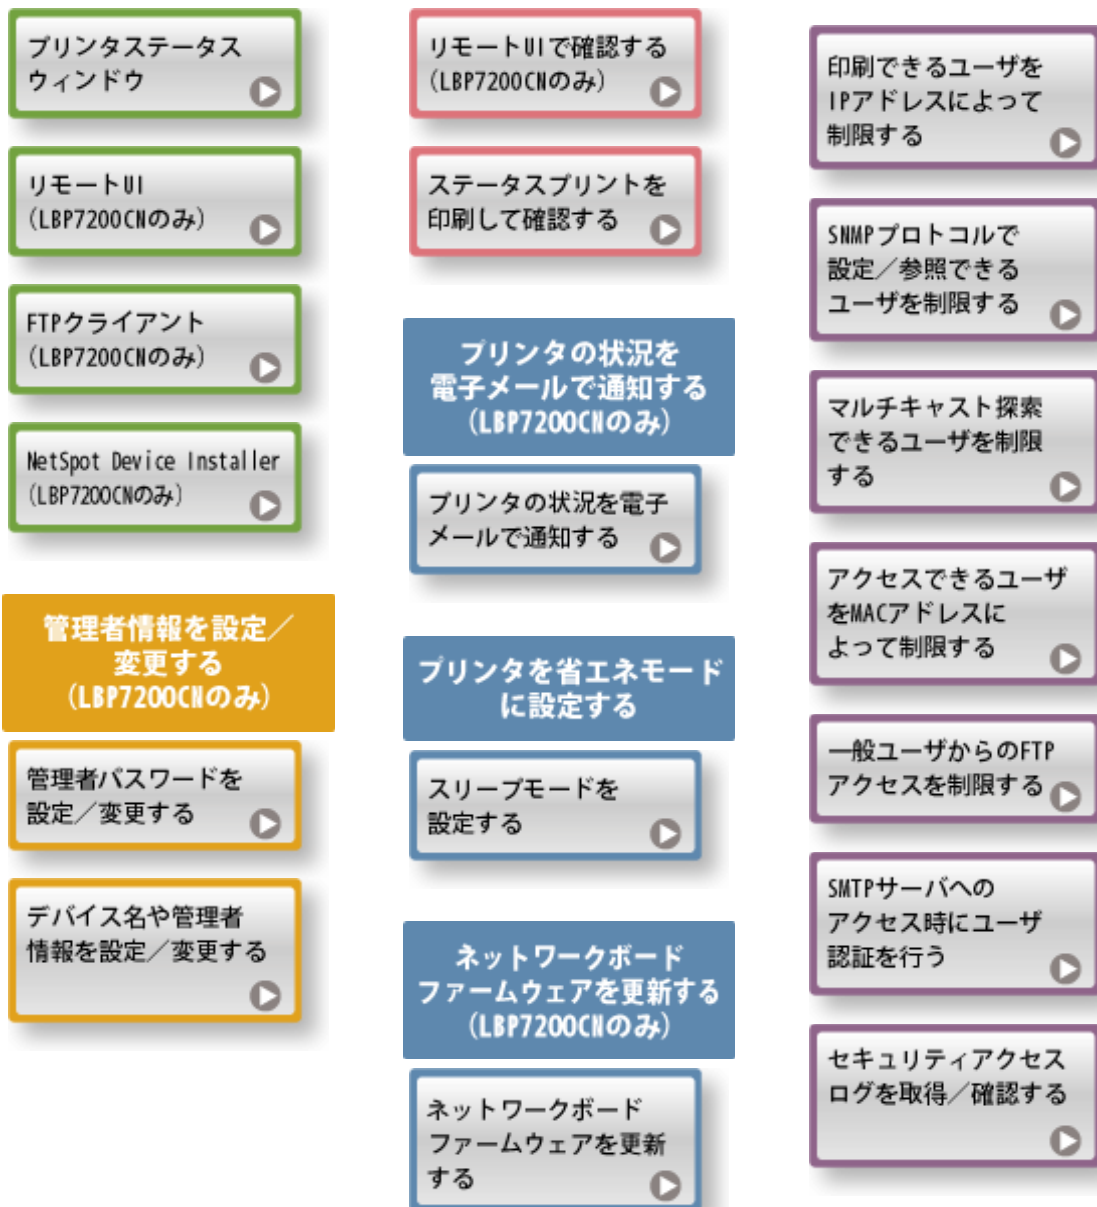 プリンタステータス
ウィンドウ
リモートUI
（LBP7200CNのみ）
FTPクライアント
（LBP7200CNのみ）
NetSpot Device Installer
（LBP7200CNのみ）
管理者情報を設定／
変更する
（LBP7200CNのみ）
管理者パスワードを
設定／変更する
デバイス名や管理者
情報を設定／変更する
リモートUIで確認する
（LBP7200CNのみ）
ステータスプリントを
印刷して確認する
プリンタの状況を
電子メールで通知する
（LBP7200CNのみ）
プリンタの状況を電子
メールで通知する
プリンタを省エネモード
に設定する
スリープモードを
設定する
ネットワークボード
ファームウェアを更新する
（LBP7200CNのみ）
ネットワークボード
ファームウェアを更新
する
印刷できるユーザを
IPアドレスによって
制限する
SNMPプロトコルで
設定／参照できる
ユーザを制限する
マルチキャスト探索
できるユーザを制限
する
アクセスできるユーザ
をMACアドレスに
よって制限する
一般ユーザからのFTP
アクセスを制限する
SMTPサーバへの
アクセス時にユーザ
認証を行う
セキュリティアクセス
ログを取得／確認する